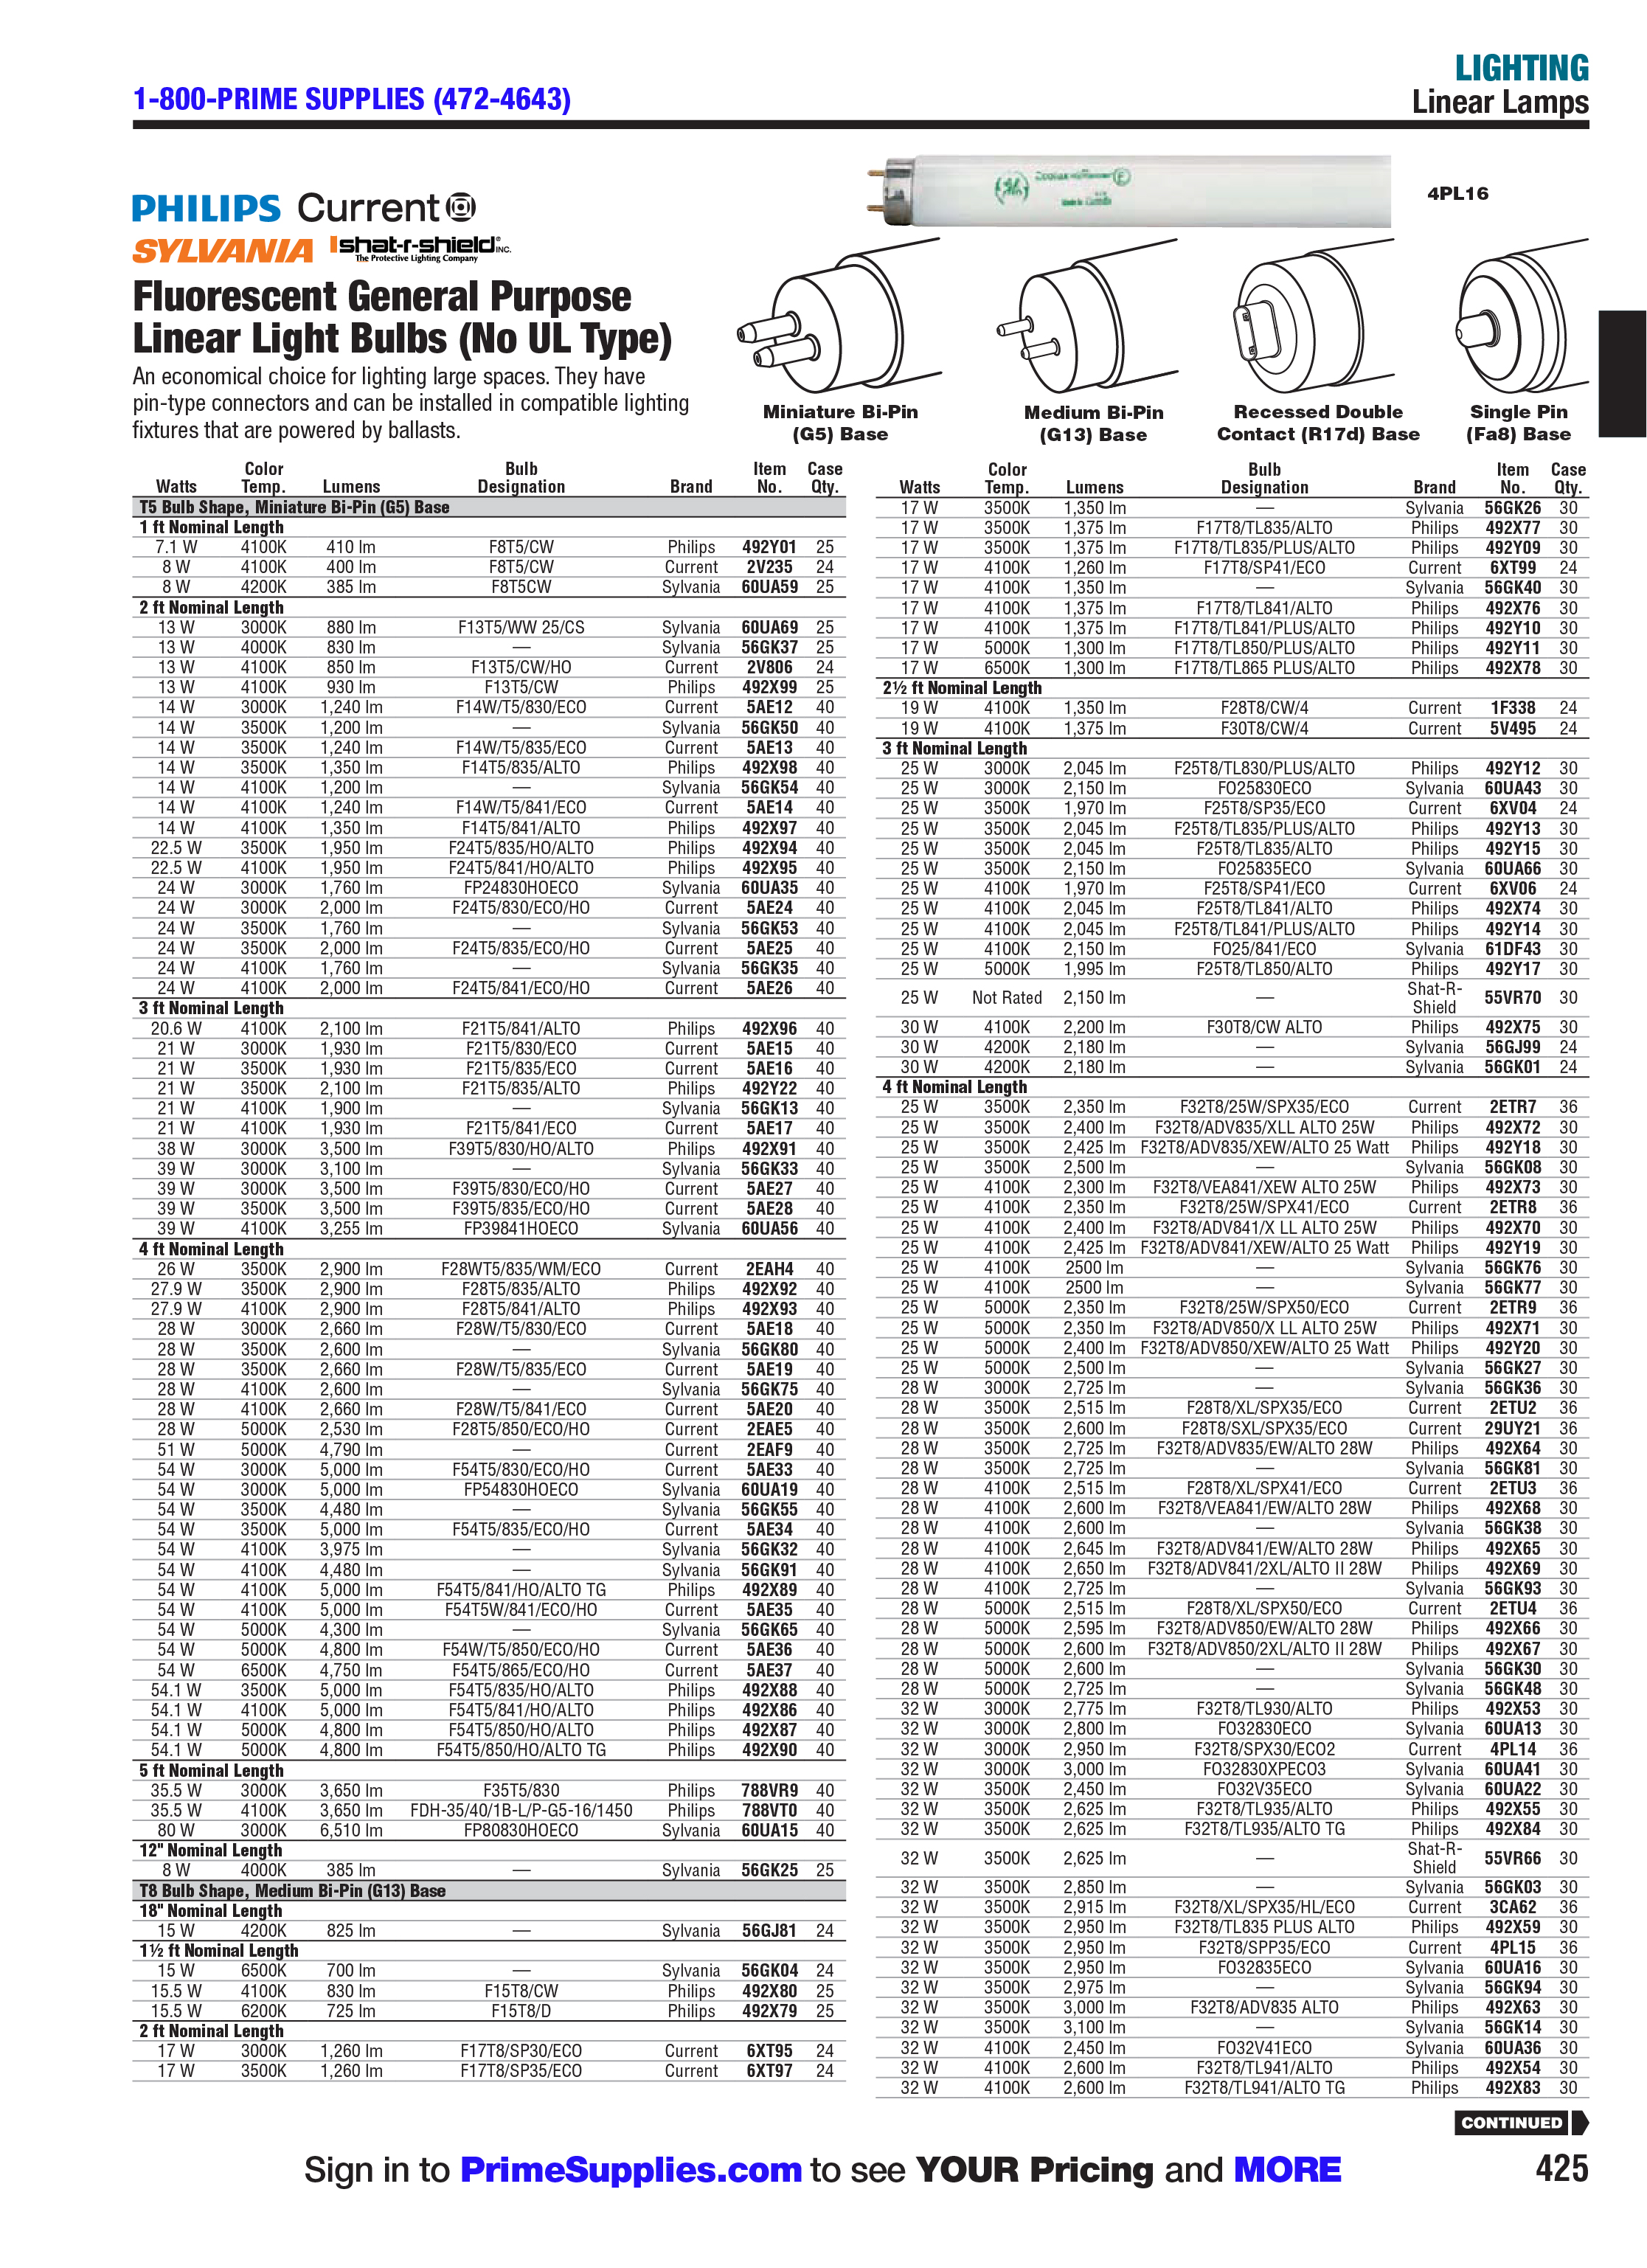 LIGHTING
1-800-PRIME SUPPLIES (472-4643)
Linear Lamps
PHILIPS Current
SYLVANIA shat-r-shield® INC.
The Protective Lighting Company
4PL16
Fluorescent General Purpose
Linear Light Bulbs (No UL Type)
An economical choice for lighting large spaces. They have
pin-type connectors and can be installed in compatible lighting
fixtures that are powered by ballasts.
Miniature Bi-Pin
(G5) Base
Medium Bi-Pin
(G13) Base
Recessed Double
Contact (R17d) Base
Single Pin
(Fa8) Base
Color Bulb Item Case
Watts Temp. Lumens Designation Brand No. Qty.
T5 Bulb Shape, Miniature Bi-Pin (G5) Base
1 ft Nominal Length
7.1 W 4100K 410 lm F8T5/CW Philips 492Y01 25
8 W 4100K 400 lm F8T5/CW Current 2V235 24
8 W 4200K 385 lm F8T5CW Sylvania 60UA59 25
2 ft Nominal Length
13 W 3000K 880 lm F13T5/WW 25/CS Sylvania 60UA69 25
13 W 4000K 830 lm — Sylvania 56GK37 25
13 W 4100K 850 lm F13T5/CW/HO Current 2V806 24
13 W 4100K 930 lm F13T5/CW Philips 492X99 25
14 W 3000K 1,240 lm F14W/T5/830/ECO Current 5AE12 40
14 W 3500K 1,200 lm — Sylvania 56GK50 40
14 W 3500K 1,240 lm F14W/T5/835/ECO Current 5AE13 40
14 W 3500K 1,350 lm F14T5/835/ALTO Philips 492X98 40
14 W 4100K 1,200 lm — Sylvania 56GK54 40
14 W 4100K 1,240 lm F14W/T5/841/ECO Current 5AE14 40
14 W 4100K 1,350 lm F14T5/841/ALTO Philips 492X97 40
22.5 W 3500K 1,950 lm F24T5/835/HO/ALTO Philips 492X94 40
22.5 W 4100K 1,950 lm F24T5/841/HO/ALTO Philips 492X95 40
24 W 3000K 1,760 lm FP24830HOECO Sylvania 60UA35 40
24 W 3000K 2,000 lm F24T5/830/ECO/HO Current 5AE24 40
24 W 3500K 1,760 lm — Sylvania 56GK53 40
24 W 3500K 2,000 lm F24T5/835/ECO/HO Current 5AE25 40
24 W 4100K 1,760 lm — Sylvania 56GK35 40
24 W 4100K 2,000 lm F24T5/841/ECO/HO Current 5AE26 40
3 ft Nominal Length
20.6 W 4100K 2,100 lm F21T5/841/ALTO Philips 492X96 40
21 W 3000K 1,930 lm F21T5/830/ECO Current 5AE15 40
21 W 3500K 1,930 lm F21T5/835/ECO Current 5AE16 40
21 W 3500K 2,100 lm F21T5/835/ALTO Philips 492Y22 40
21 W 4100K 1,900 lm — Sylvania 56GK13 40
21 W 4100K 1,930 lm F21T5/841/ECO Current 5AE17 40
38 W 3000K 3,500 lm F39T5/830/HO/ALTO Philips 492X91 40
39 W 3000K 3,100 lm — Sylvania 56GK33 40
39 W 3000K 3,500 lm F39T5/830/ECO/HO Current 5AE27 40
39 W 3500K 3,500 lm F39T5/835/ECO/HO Current 5AE28 40
39 W 4100K 3,255 lm FP39841HOECO Sylvania 60UA56 40
4 ft Nominal Length
26 W 3500K 2,900 lm F28WT5/835/WM/ECO Current 2EAH4 40
27.9 W 3500K 2,900 lm F28T5/835/ALTO Philips 492X92 40
27.9 W 4100K 2,900 lm F28T5/841/ALTO Philips 492X93 40
28 W 3000K 2,660 lm F28W/T5/830/ECO Current 5AE18 40
28 W 3500K 2,600 lm — Sylvania 56GK80 40
28 W 3500K 2,660 lm F28W/T5/835/ECO Current 5AE19 40
28 W 4100K 2,600 lm — Sylvania 56GK75 40
28 W 4100K 2,660 lm F28W/T5/841/ECO Current 5AE20 40
28 W 5000K 2,530 lm F28T5/850/ECO/HO Current 2EAE5 40
51 W 5000K 4,790 lm — Current 2EAF9 40
54 W 3000K 5,000 lm F54T5/830/ECO/HO Current 5AE33 40
54 W 3000K 5,000 lm FP54830HOECO Sylvania 60UA19 40
54 W 3500K 4,480 lm — Sylvania 56GK55 40
54 W 3500K 5,000 lm F54T5/835/ECO/HO Current 5AE34 40
54 W 4100K 3,975 lm — Sylvania 56GK32 40
54 W 4100K 4,480 lm — Sylvania 56GK91 40
54 W 4100K 5,000 lm F54T5/841/HO/ALTO TG Philips 492X89 40
54 W 4100K 5,000 lm F54T5W/841/ECO/HO Current 5AE35 40
54 W 5000K 4,300 lm — Sylvania 56GK65 40
54 W 5000K 4,800 lm F54W/T5/850/ECO/HO Current 5AE36 40
54 W 6500K 4,750 lm F54T5/865/ECO/HO Current 5AE37 40
54.1 W 3500K 5,000 lm F54T5/835/HO/ALTO Philips 492X88 40
54.1 W 4100K 5,000 lm F54T5/841/HO/ALTO Philips 492X86 40
54.1 W 5000K 4,800 lm F54T5/850/HO/ALTO Philips 492X87 40
54.1 W 5000K 4,800 lm F54T5/850/HO/ALTO TG Philips 492X90 40
5 ft Nominal Length
35.5 W 3000K 3,650 lm F35T5/830 Philips 788VR9 40
35.5 W 4100K 3,650 lm FDH-35/40/1B-L/P-G5-16/1450 Philips 788VT0 40
80 W 3000K 6,510 lm FP80830HOECO Sylvania 60UA15 40
12" Nominal Length
8 W 4000K 385 lm — Sylvania 56GK25 25
T8 Bulb Shape, Medium Bi-Pin (G13) Base
18" Nominal Length
15 W 4200K 825 lm — Sylvania 56GJ81 24
1½ ft Nominal Length
15 W 6500K 700 lm — Sylvania 56GK04 24
15.5 W 4100K 830 lm F15T8/CW Philips 492X80 25
15.5 W 6200K 725 lm F15T8/D Philips 492X79 25
2 ft Nominal Length
17 W 3000K 1,260 lm F17T8/SP30/ECO Current 6XT95 24
17 W 3500K 1,260 lm F17T8/SP35/ECO Current 6XT97 24
Color Bulb Item Case
Watts Temp. Lumens Designation Brand No. Qty.
17 W 3500K 1,350 lm — Sylvania 56GK26 30
17 W 3500K 1,375 lm F17T8/TL835/ALTO Philips 492X77 30
17 W 3500K 1,375 lm F17T8/TL835/PLUS/ALTO Philips 492Y09 30
17 W 4100K 1,260 lm F17T8/SP41/ECO Current 6XT99 24
17 W 4100K 1,350 lm — Sylvania 56GK40 30
17 W 4100K 1,375 lm F17T8/TL841/ALTO Philips 492X76 30
17 W 4100K 1,375 lm F17T8/TL841/PLUS/ALTO Philips 492Y10 30
17 W 5000K 1,300 lm F17T8/TL850/PLUS/ALTO Philips 492Y11 30
17 W 6500K 1,300 lm F17T8/TL865 PLUS/ALTO Philips 492X78 30
2½ ft Nominal Length
19 W 4100K 1,350 lm F28T8/CW/4 Current 1F338 24
19 W 4100K 1,375 lm F30T8/CW/4 Current 5V495 24
3 ft Nominal Length
25 W 3000K 2,045 lm F25T8/TL830/PLUS/ALTO Philips 492Y12 30
25 W 3000K 2,150 lm FO25830ECO Sylvania 60UA43 30
25 W 3500K 1,970 lm F25T8/SP35/ECO Current 6XV04 24
25 W 3500K 2,045 lm F25T8/TL835/PLUS/ALTO Philips 492Y13 30
25 W 3500K 2,045 lm F25T8/TL835/ALTO Philips 492Y15 30
25 W 3500K 2,150 lm FO25835ECO Sylvania 60UA66 30
25 W 4100K 1,970 lm F25T8/SP41/ECO Current 6XV06 24
25 W 4100K 2,045 lm F25T8/TL841/ALTO Philips 492X74 30
25 W 4100K 2,045 lm F25T8/TL841/PLUS/ALTO Philips 492Y14 30
25 W 4100K 2,150 lm FO25/841/ECO Sylvania 61DF43 30
25 W 5000K 1,995 lm F25T8/TL850/ALTO Philips 492Y17 30
25 W Not Rated 2,150 lm — Shat-R-Shield 55VR70 30
30 W 4100K 2,200 lm F30T8/CW ALTO Philips 492X75 30
30 W 4200K 2,180 lm — Sylvania 56GJ99 24
30 W 4200K 2,180 lm — Sylvania 56GK01 24
4 ft Nominal Length
25 W 3500K 2,350 lm F32T8/25W/SPX35/ECO Current 2ETR7 36
25 W 3500K 2,400 lm F32T8/ADV835/XLL ALTO 25W Philips 492X72 30
25 W 3500K 2,425 lm F32T8/ADV835/XEW/ALTO 25 Watt Philips 492Y18 30
25 W 3500K 2,500 lm — Sylvania 56GK08 30
25 W 4100K 2,300 lm F32T8/VEA841/XEW ALTO 25W Philips 492X73 30
25 W 4100K 2,350 lm F32T8/25W/SPX41/ECO Current 2ETR8 36
25 W 4100K 2,400 lm F32T8/ADV841/X LL ALTO 25W Philips 492X70 30
25 W 4100K 2,425 lm F32T8/ADV841/XEW/ALTO 25 Watt Philips 492Y19 30
25 W 4100K 2500 lm — Sylvania 56GK76 30
25 W 4100K 2500 lm — Sylvania 56GK77 30
25 W 5000K 2,350 lm F32T8/25W/SPX50/ECO Current 2ETR9 36
25 W 5000K 2,350 lm F32T8/ADV850/X LL ALTO 25W Philips 492X71 30
25 W 5000K 2,400 lm F32T8/ADV850/XEW/ALTO 25 Watt Philips 492Y20 30
25 W 5000K 2,500 lm — Sylvania 56GK27 30
28 W 3000K 2,725 lm — Sylvania 56GK36 30
28 W 3500K 2,515 lm F28T8/XL/SPX35/ECO Current 2ETU2 36
28 W 3500K 2,600 lm F28T8/SXL/SPX35/ECO Current 29UY21 36
28 W 3500K 2,725 lm F32T8/ADV835/EW/ALTO 28W Philips 492X64 30
28 W 3500K 2,725 lm — Sylvania 56GK81 30
28 W 4100K 2,515 lm F28T8/XL/SPX41/ECO Current 2ETU3 36
28 W 4100K 2,600 lm F32T8/VEA841/EW/ALTO 28W Philips 492X68 30
28 W 4100K 2,600 lm — Sylvania 56GK38 30
28 W 4100K 2,645 lm F32T8/ADV841/EW/ALTO 28W Philips 492X65 30
28 W 4100K 2,650 lm F32T8/ADV841/2XL/ALTO II 28W Philips 492X69 30
28 W 4100K 2,725 lm — Sylvania 56GK93 30
28 W 5000K 2,515 lm F28T8/XL/SPX50/ECO Current 2ETU4 36
28 W 5000K 2,595 lm F32T8/ADV850/EW/ALTO 28W Philips 492X66 30
28 W 5000K 2,600 lm F32T8/ADV850/2XL/ALTO II 28W Philips 492X67 30
28 W 5000K 2,600 lm — Sylvania 56GK30 30
28 W 5000K 2,725 lm — Sylvania 56GK48 30
32 W 3000K 2,775 lm F32T8/TL930/ALTO Philips 492X53 30
32 W 3000K 2,800 lm FO32830ECO Sylvania 60UA13 30
32 W 3000K 2,950 lm F32T8/SPX30/ECO2 Current 4PL14 36
32 W 3000K 3,000 lm FO32830XPECO3 Sylvania 60UA41 30
32 W 3500K 2,450 lm FO32V35ECO Sylvania 60UA22 30
32 W 3500K 2,625 lm F32T8/TL935/ALTO Philips 492X55 30
32 W 3500K 2,625 lm F32T8/TL935/ALTO TG Philips 492X84 30
32 W 3500K 2,625 lm — Shat-R-Shield 55VR66 30
32 W 3500K 2,850 lm — Sylvania 56GK03 30
32 W 3500K 2,915 lm F32T8/XL/SPX35/HL/ECO Current 3CA62 36
32 W 3500K 2,950 lm F32T8/TL835 PLUS ALTO Philips 492X59 30
32 W 3500K 2,950 lm F32T8/SPP35/ECO Current 4PL15 36
32 W 3500K 2,950 lm FO32835ECO Sylvania 60UA16 30
32 W 3500K 2,975 lm — Sylvania 56GK94 30
32 W 3500K 3,000 lm F32T8/ADV835 ALTO Philips 492X63 30
32 W 3500K 3,100 lm — Sylvania 56GK14 30
32 W 4100K 2,450 lm FO32V41ECO Sylvania 60UA36 30
32 W 4100K 2,600 lm F32T8/TL941/ALTO Philips 492X54 30
32 W 4100K 2,600 lm F32T8/TL941/ALTO TG Philips 492X83 30
CONTINUED
Sign in to PrimeSupplies.com to see YOUR Pricing and MORE
425